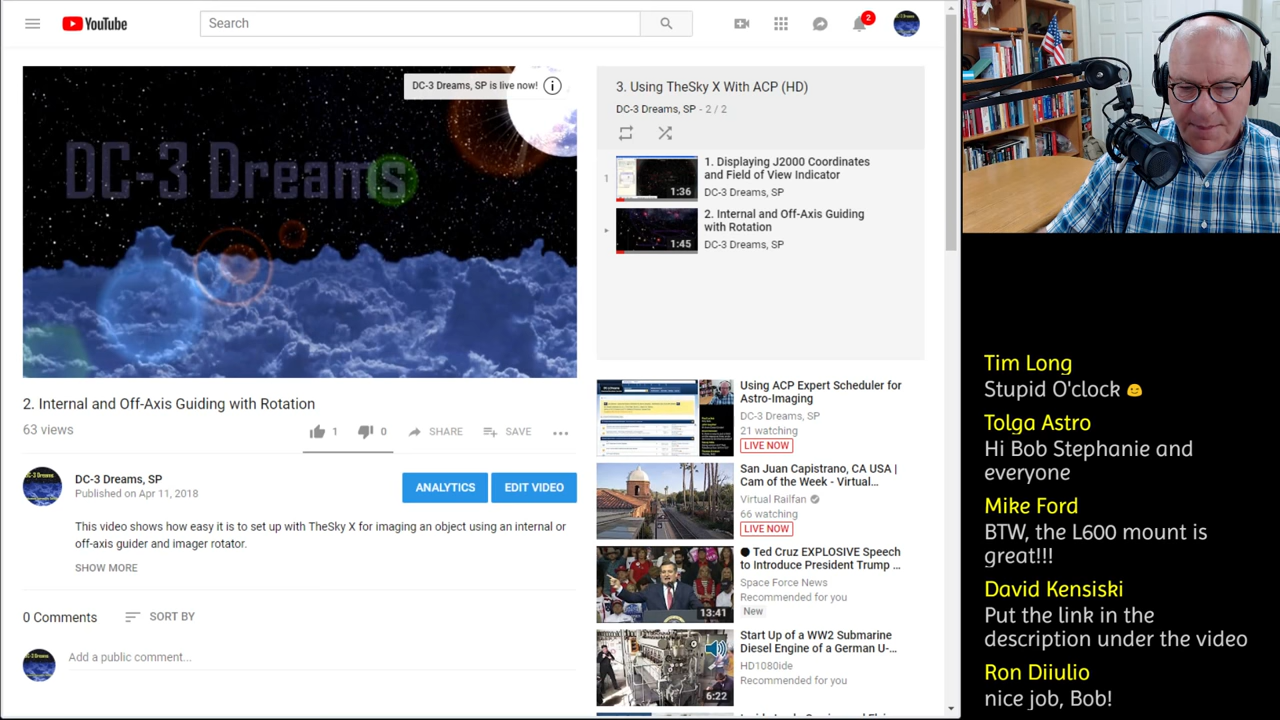 YouTube
Search
2
DC-3 Dreams
DC-3 Dreams, SP is live now!
2. Internal and Off-Axis Guiding with Rotation
63 views
1
0
SHARE
SAVE
DC-3 Dreams, SP
Published on Apr 11, 2018
ANALYTICS
EDIT VIDEO
This video shows how easy it is to set up with TheSky X for imaging an object using an internal or
off-axis guider and imager rotator.
SHOW MORE
0 Comments
SORT BY
Add a public comment...
3. Using TheSky X With ACP (HD)
DC-3 Dreams, SP - 2 / 2
1
1:36
1. Displaying J2000 Coordinates
and Field of View Indicator
DC-3 Dreams, SP
1:45
2. Internal and Off-Axis Guiding
with Rotation
DC-3 Dreams, SP
Using ACP Expert Scheduler for
Astro-Imaging
DC-3 Dreams, SP
21 watching
LIVE NOW
San Juan Capistrano, CA USA |
Cam of the Week - Virtual...
Virtual Railfan
66 watching
LIVE NOW
Ted Cruz EXPLOSIVE Speech
to Introduce President Trump ...
Space Force News
Recommended for you
New
13:41
Start Up of a WW2 Submarine
Diesel Engine of a German U-...
HD1080ide
Recommended for you
6:22
Tim Long
Stupid O'clock
Tolga Astro
Hi Bob Stephanie and
everyone
Mike Ford
BTW, the L600 mount is
great!!!
David Kensiski
Put the link in the
description under the video
Ron Diiulio
nice job, Bob!